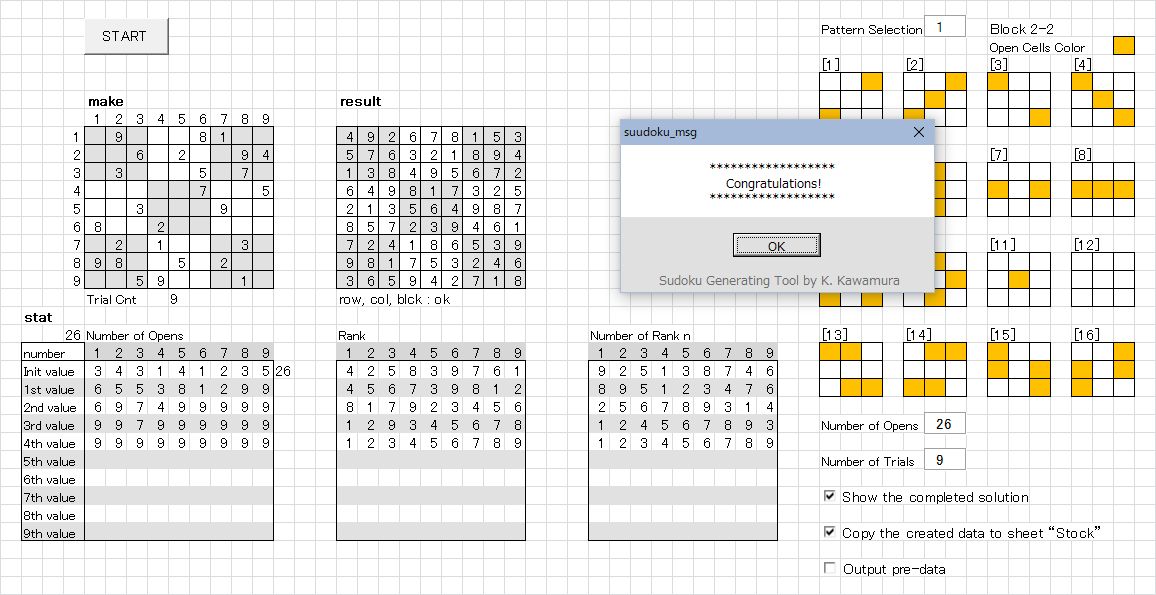 START
Pattern Selection 1
Block 2-2
Open Cells Color
[1] [2] [3] [4]
make
1 2 3 4 5 6 7 8 9
1 9 8 1
2 6 2 9 4
3 3 5 7
4 7 5
5 3 9
6 8 2
7 2 1 3
8 9 8 5 2
9 5 9 1
Trial Cnt 9
result
4 9 2 6 7 8 1 5 3
5 7 6 3 2 1 8 9 4
1 3 8 4 9 5 6 7 2
6 4 9 8 1 7 3 2 5
2 1 3 5 6 4 9 8 7
8 5 7 2 3 9 4 6 1
7 2 4 1 8 6 5 3 9
9 8 1 7 5 3 2 4 6
3 6 5 9 4 2 7 1 8
row, col, blck : ok
suudoku_msg
******************
Congratulations!
******************
OK
Sudoku Generating Tool by K. Kawamura
[7] [8]
[11] [12]
[13] [14] [15] [16]
stat
26 Number of Opens
number 1 2 3 4 5 6 7 8 9
Init value 3 4 3 1 4 1 2 3 5 26
1st value 6 5 5 3 8 1 2 9 9
2nd value 6 9 7 4 9 9 9 9 9
3rd value 9 9 7 9 9 9 9 9 9
4th value 9 9 9 9 9 9 9 9 9
5th value
6th value
7th value
8th value
9th value
Rank
1 2 3 4 5 6 7 8 9
4 2 5 8 3 9 7 6 1
4 5 6 7 3 9 8 1 2
8 1 7 9 2 3 4 5 6
1 2 9 3 4 5 6 7 8
1 2 3 4 5 6 7 8 9
Number of Rank n
1 2 3 4 5 6 7 8 9
9 2 5 1 3 8 7 4 6
8 9 5 1 2 3 4 7 6
2 5 6 7 8 9 3 1 4
1 2 4 5 6 7 8 9 3
1 2 3 4 5 6 7 8 9
Number of Opens 26
Number of Trials 9
Show the completed solution
Copy the created data to sheet “Stock”
Output pre-data